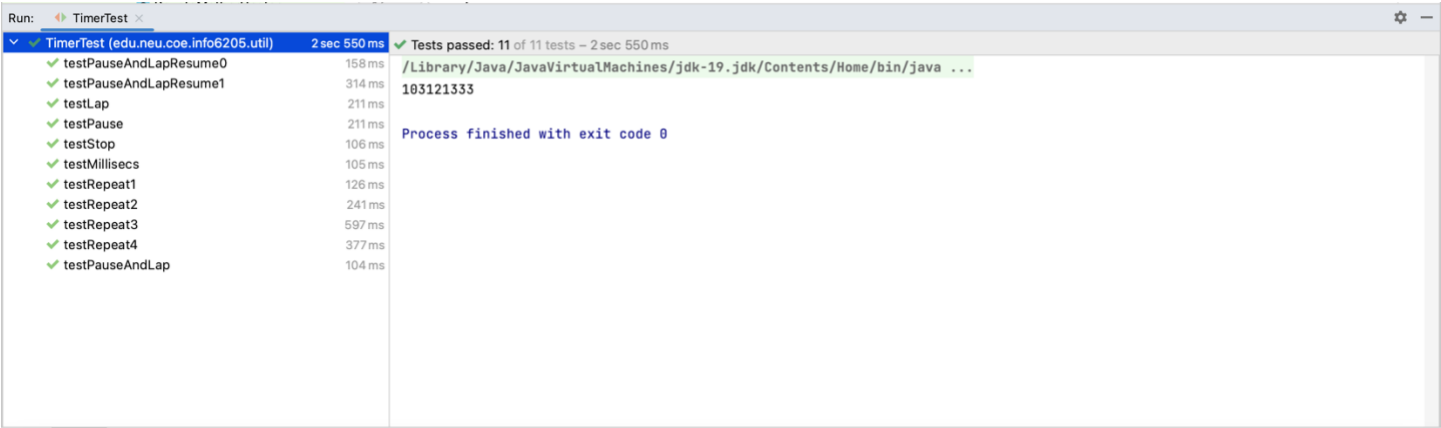 Run: TimerTest
TimerTest (edu.neu.coe.info6205.util) 2 sec 550 ms
testPauseAndLapResume0 158 ms
testPauseAndLapResume1 314 ms
testLap 211 ms
testPause 211 ms
testStop 106 ms
testMillisecs 105 ms
testRepeat1 126 ms
testRepeat2 241 ms
testRepeat3 597 ms
testRepeat4 377 ms
testPauseAndLap 104 ms
Tests passed: 11 of 11 tests – 2 sec 550 ms
/Library/Java/JavaVirtualMachines/jdk-19.jdk/Contents/Home/bin/java ...
103121333
Process finished with exit code 0